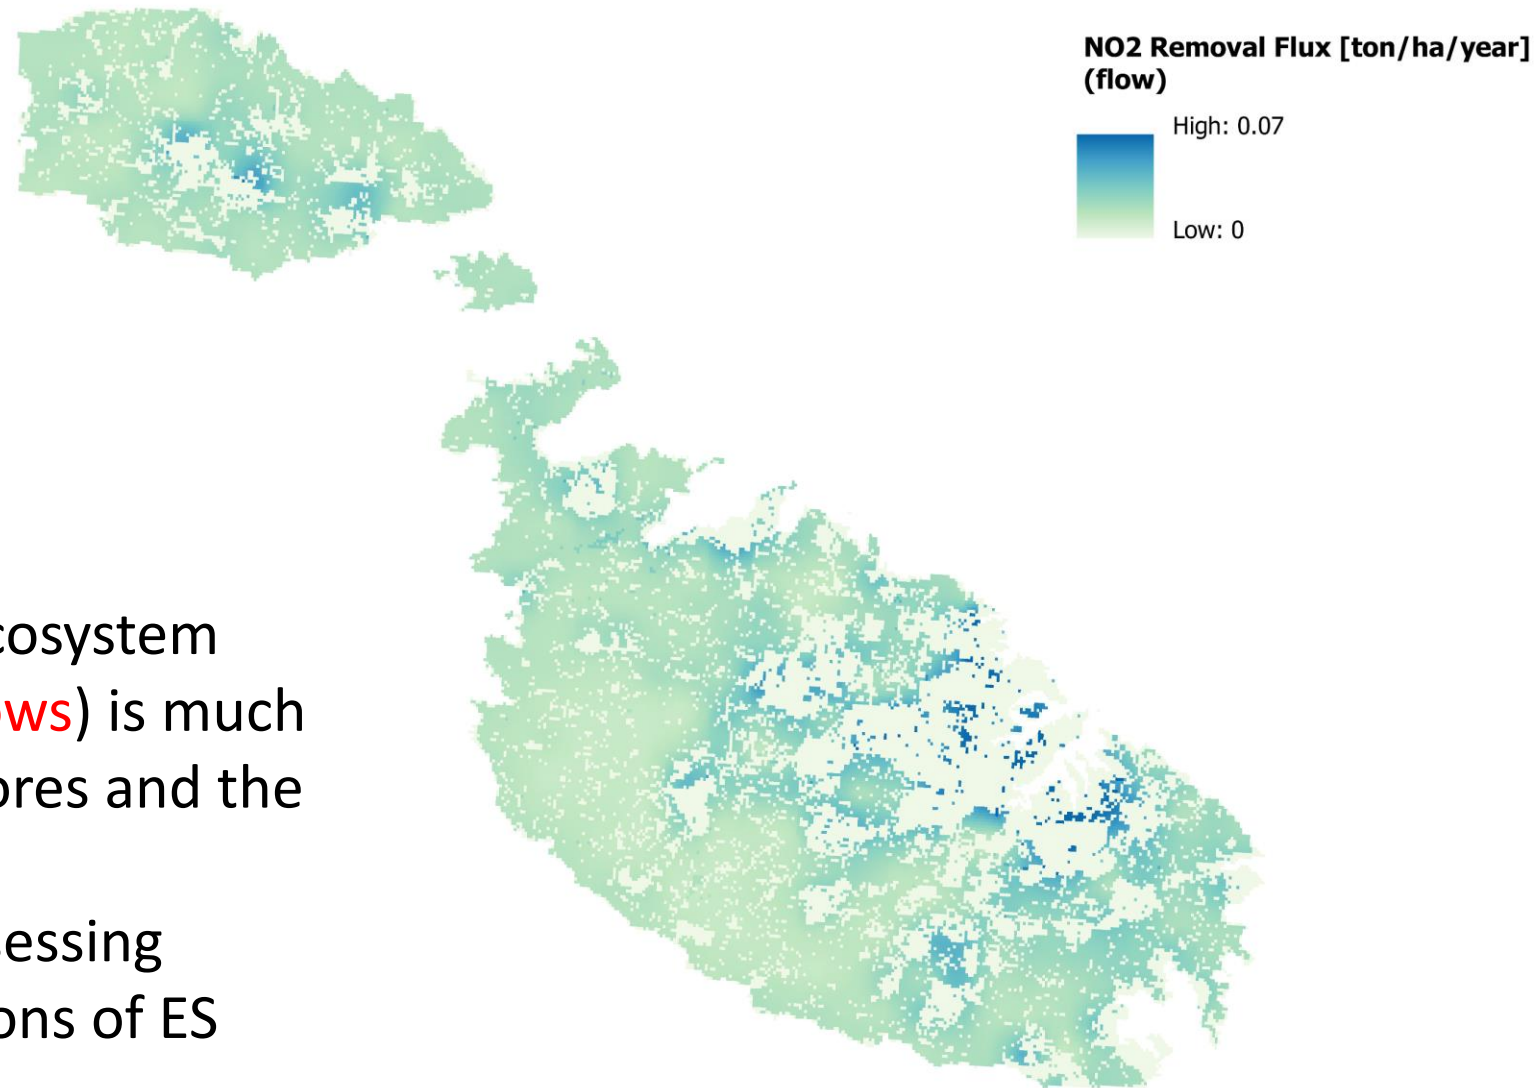 NO2 Removal Flux [ton/ha/year]
(flow)
High: 0.07
Low: 0
cosystem
ows) is much
ores and the
essing
ons of ES